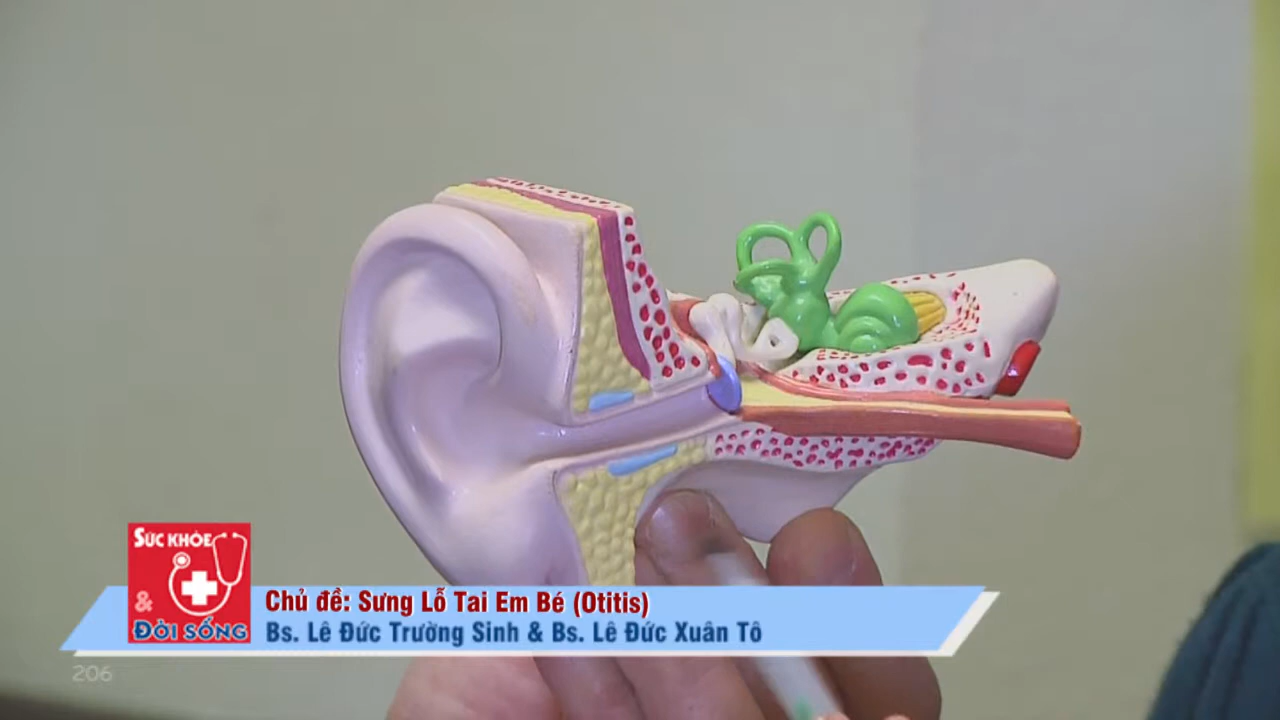 SỨC KHỎE
&
ĐỜI SỐNG
Chủ đề: Sưng Lỗ Tai Em Bé (Otitis)
Bs. Lê Đức Trường Sinh & Bs. Lê Đức Xuân Tô
206